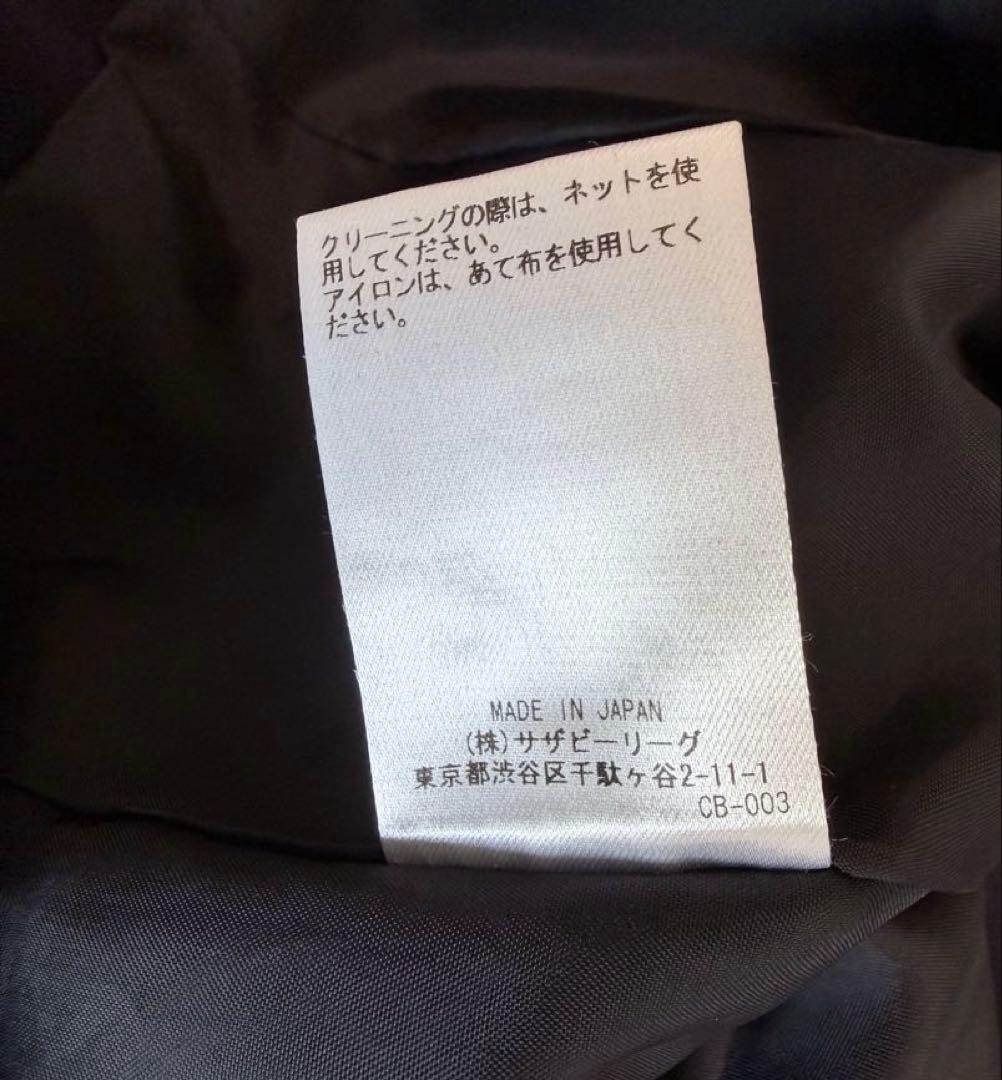 クリーニングの際は、ネットを使
用してください。
アイロンは、あて布を使用してく
ださい。
MADE IN JAPAN
(株)サザビーリーグ
東京都渋谷区千駄ヶ谷2-11-1
CB-003